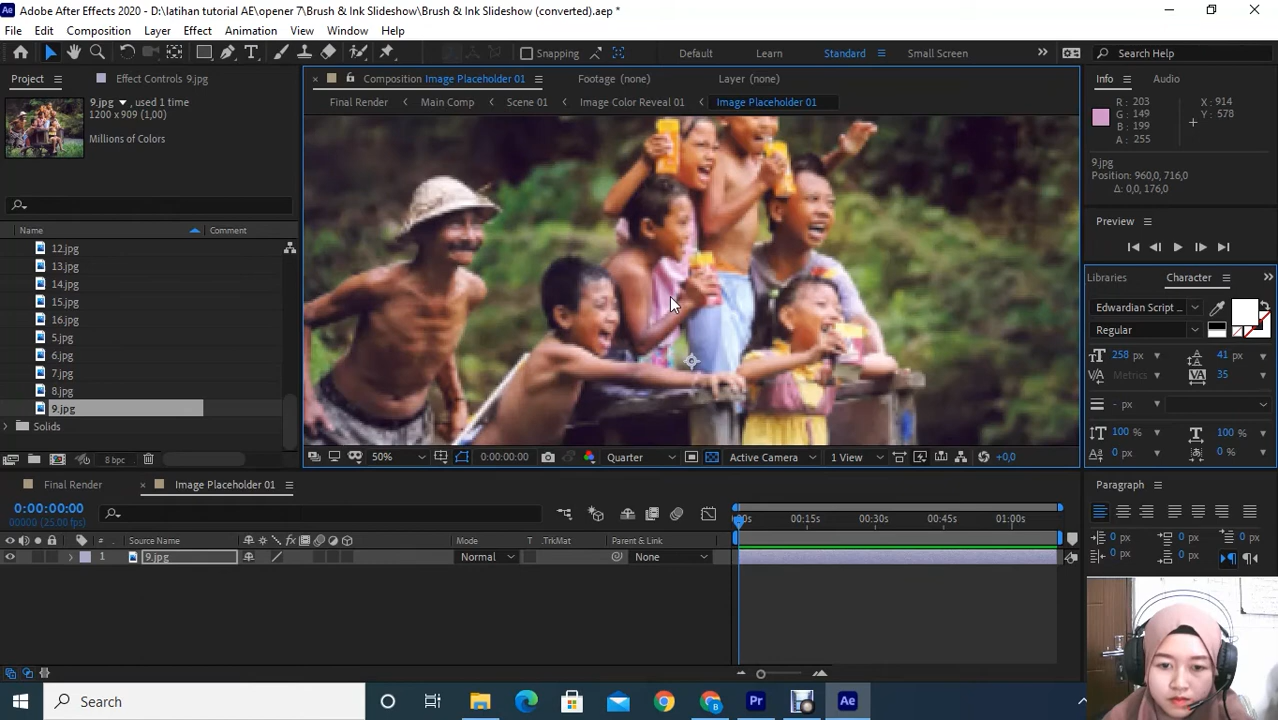 Ae Adobe After Effects 2020 - D:\latihan tutorial AE\opener 7\Brush & Ink Slideshow\Brush & Ink Slideshow (converted).aep *
File Edit Composition Layer Effect Animation View Window Help
Snapping Default Learn Standard Small Screen Search Help
Project Effect Controls 9.jpg
9.jpg , used 1 time
1200 x 909 (1,00)
Millions of Colors
Name Comment
12.jpg
13.jpg
14.jpg
15.jpg
16.jpg
5.jpg
6.jpg
7.jpg
8.jpg
9.jpg
Solids
8 bpc
Composition Image Placeholder 01 Footage (none) Layer (none)
Final Render Main Comp Scene 01 Image Color Reveal 01 Image Placeholder 01
50% 0:00:00:00 Quarter Active Camera 1 View +0,0
Info Audio
R : 203
G : 149
B : 199
A : 255
X : 914
Y : 578
9.jpg
Position: 960,0, 716,0
Δ: 0,0, 176,0
Preview
Libraries Character
Edwardian Script ...
Regular
258 px 41 px
Metrics 35
- px
100 % 100 %
0 px 0 %
Paragraph
0 px 0 px 0 px
0 px 0 px
Final Render Image Placeholder 01
0:00:00:00
00000 (25.00 fps)
# Source Name Mode T .TrkMat Parent & Link
1 9.jpg Normal None
00s 00:15s 00:30s 00:45s 01:00s
Search Pr Ae